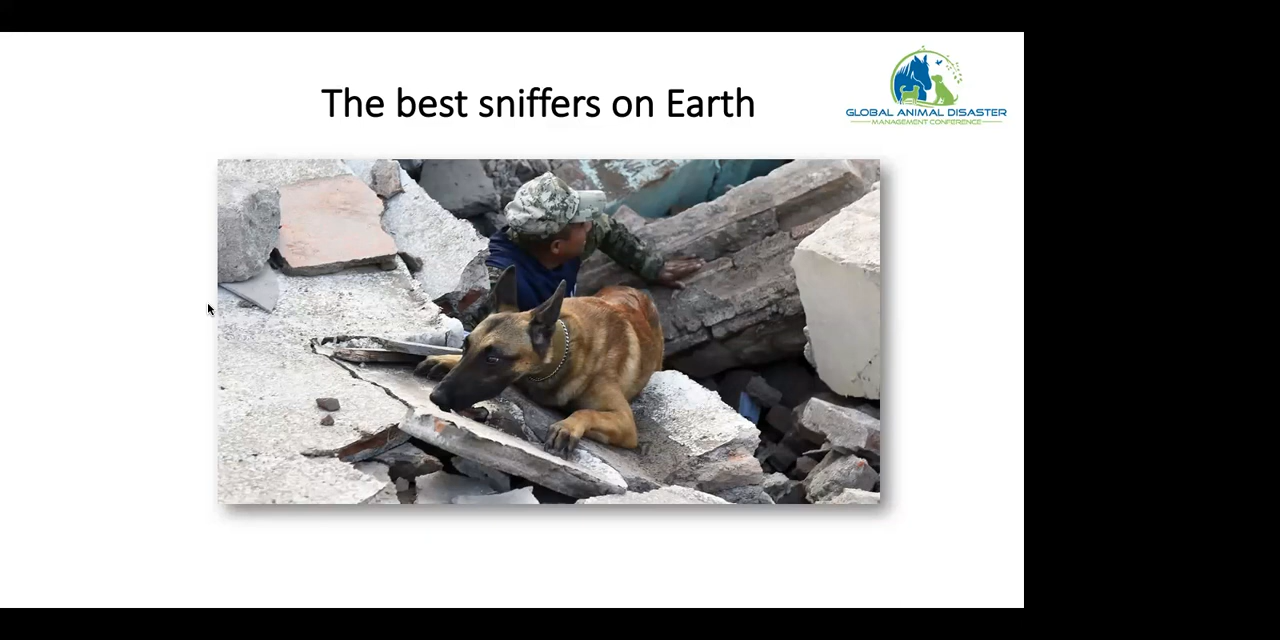 The best sniffers on Earth
GLOBAL ANIMAL DISASTER
MANAGEMENT CONFERENCE